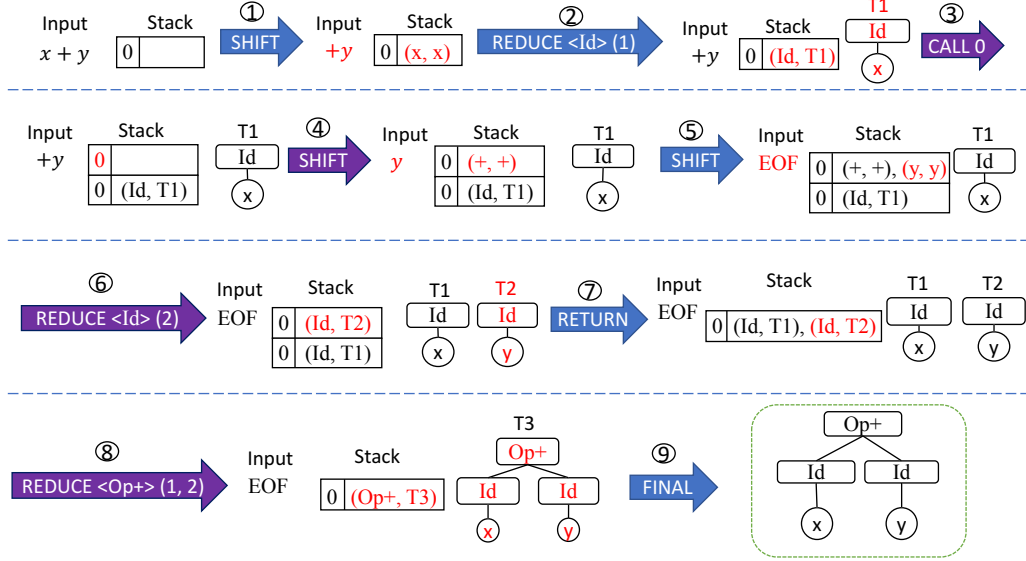 Input Stack ① Input Stack ② Input Stack T1 ③
x + y 0 SHIFT +y 0 (x, x) REDUCE <Id> (1) +y 0 (Id, T1) Id x CALL 0
Input Stack T1 ④ Input Stack T1 ⑤ Input Stack T1
+y 0 Id SHIFT y 0 (+, +) Id SHIFT EOF 0 (+, +), (y, y) Id
0 (Id, T1) x 0 (Id, T1) x 0 (Id, T1) x
⑥ Input Stack T1 T2 ⑦ Input Stack T1 T2
REDUCE <Id> (2) EOF 0 (Id, T2) Id Id RETURN EOF 0 (Id, T1), (Id, T2) Id Id
0 (Id, T1) x y x y
⑧ Input Stack T3 ⑨ Op+
REDUCE <Op+> (1, 2) EOF 0 (Op+, T3) Op+ FINAL Id Id
Id Id x y
x y